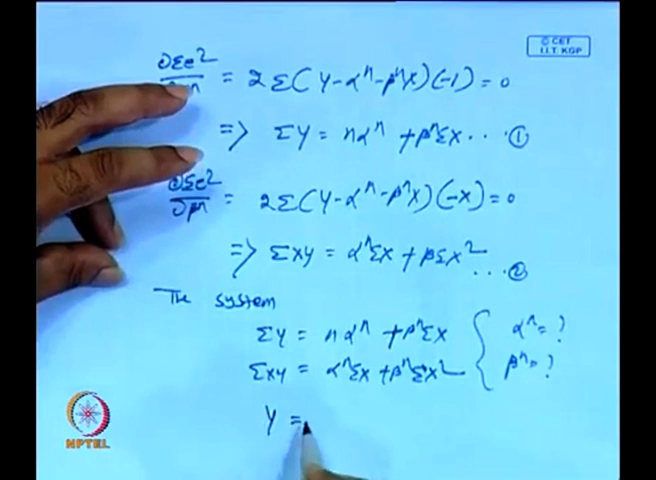 © CET
I.I.T. KGP
∂Σe²
= 2Σ(Y-α^-β^X)(-1) = 0
=> ΣY = nα^ + β^ΣX ... ①
∂Σe²/∂β^ = 2Σ(Y-α^-β^X)(-X) = 0
=> ΣXY = α^ΣX + βΣX² ... ②
The system
ΣY = nα^ + β^ΣX { α^ = ?
ΣXY = α^ΣX + β^ΣX² { β^ = ?
Y =
NPTEL